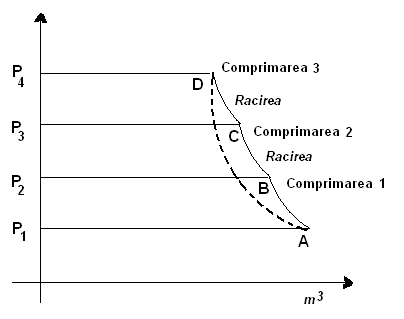 P4
D
Comprimarea 3
Racirea
P3
C
Comprimarea 2
Racirea
P2
B
Comprimarea 1
P1
A
m³